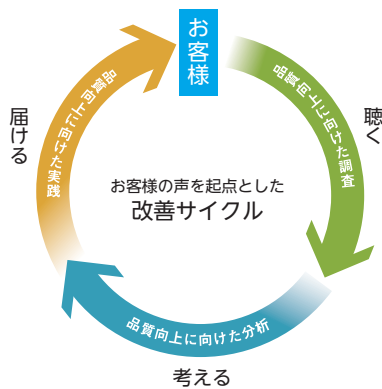 お客様
品質向上に向けた調査
聴く
品質向上に向けた分析
考える
品質向上に向けた実践
届ける
お客様の声を起点とした
改善サイクル